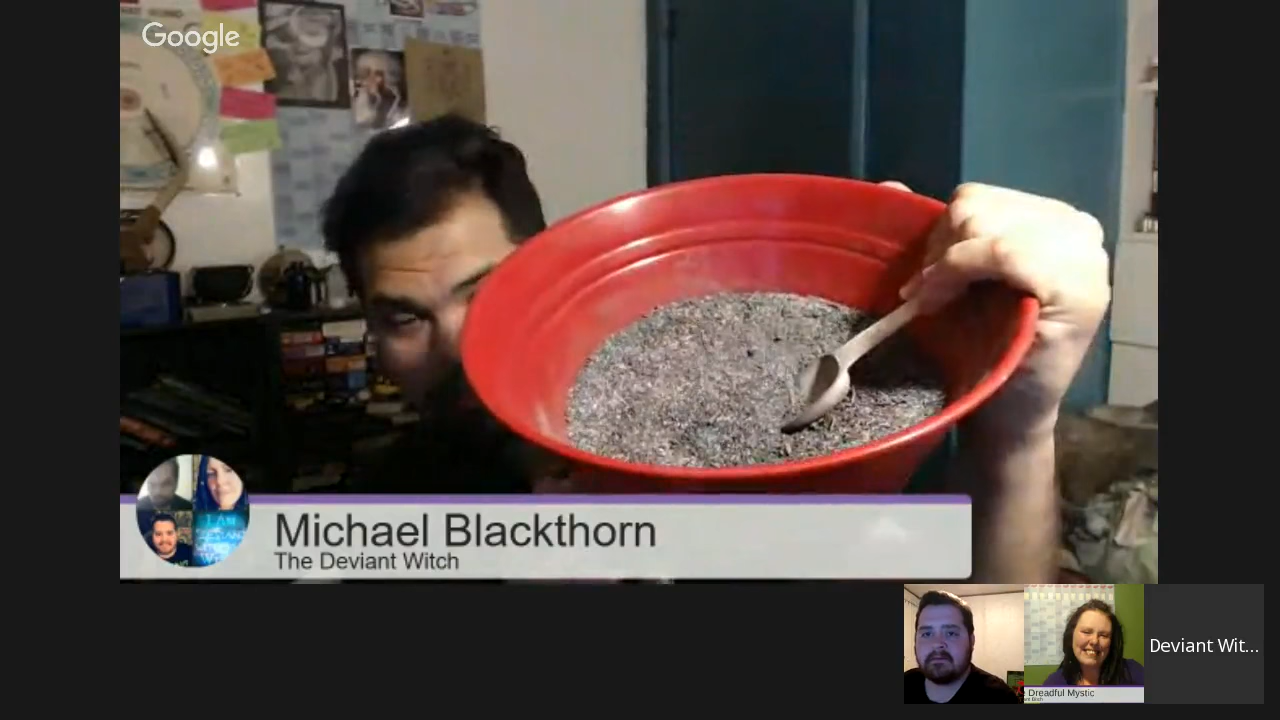 Google
Michael Blackthorn
The Deviant Witch
Dreadful Mystic
Deviant Wit...